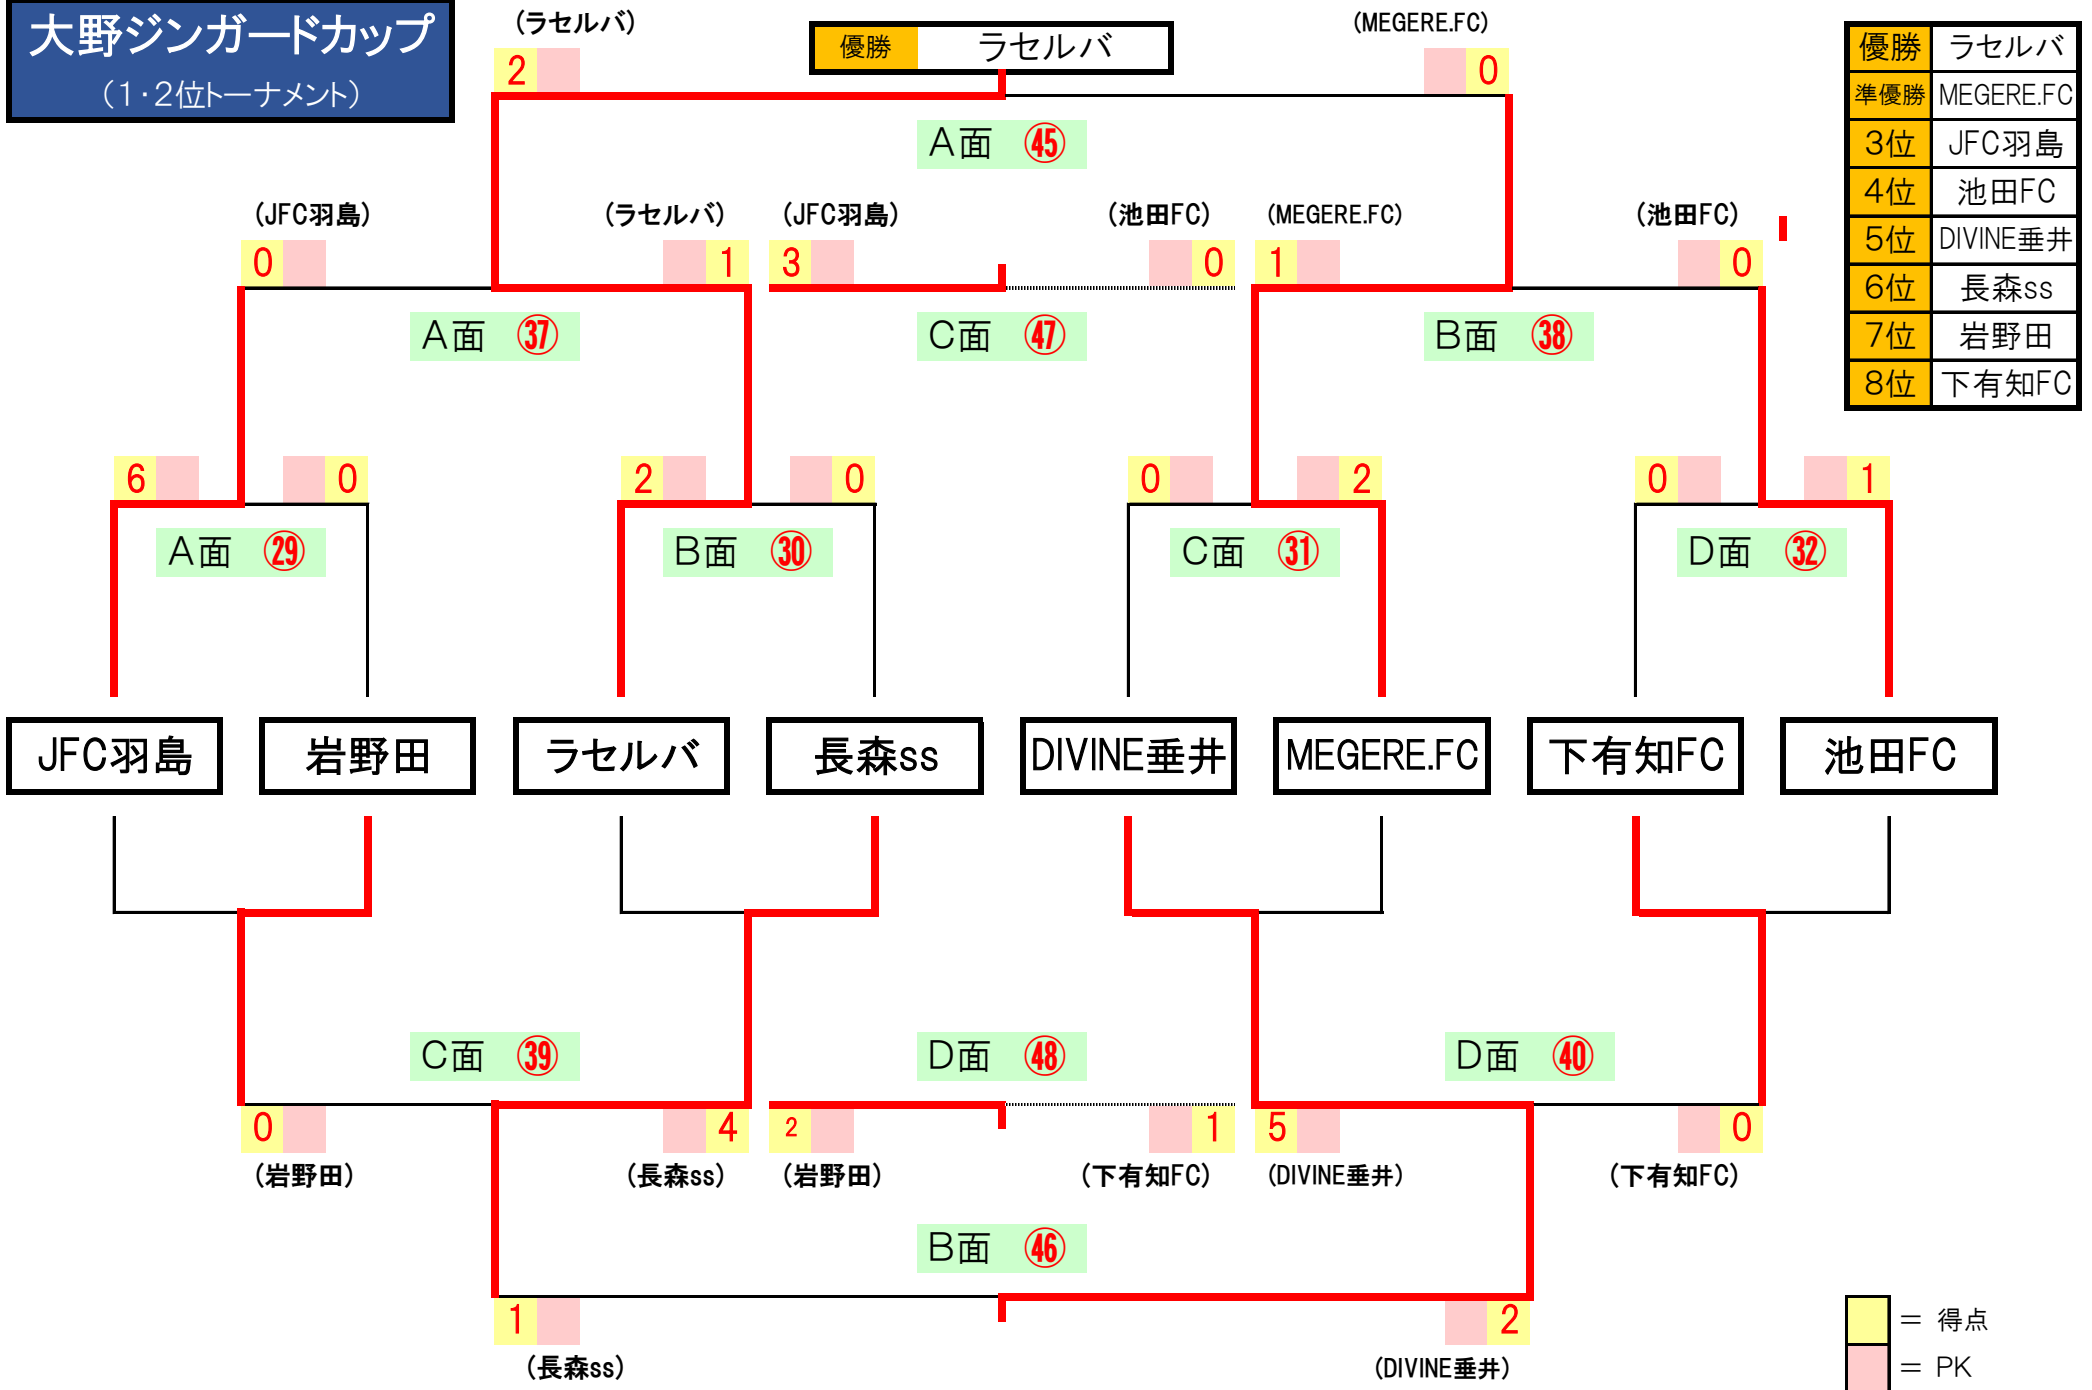 大野ジンガードカップ
（1・2位トーナメント）
(ラセルバ)
優勝 ラセルバ
(MEGERE.FC)
2 0
A面 ㊺
優勝 ラセルバ
準優勝 MEGERE.FC
3位 JFC羽島
4位 池田FC
5位 DIVINE垂井
6位 長森ss
7位 岩野田
8位 下有知FC
(JFC羽島) (ラセルバ) (JFC羽島) (池田FC) (MEGERE.FC) (池田FC)
0 1 3 0 1 0
A面 ㊲ C面 ㊼ B面 ㊳
6 0 2 0 0 2 0 1
A面 ㉙ B面 ㉚ C面 ㉛ D面 ㉜
JFC羽島 岩野田 ラセルバ 長森ss DIVINE垂井 MEGERE.FC 下有知FC 池田FC
C面 ㊴ D面 ㊽ D面 ㊵
0 4 2 1 5 0
(岩野田) (長森ss) (岩野田) (下有知FC) (DIVINE垂井) (下有知FC)
B面 ㊻
1 2
(長森ss) (DIVINE垂井)
＝ 得点
＝ PK